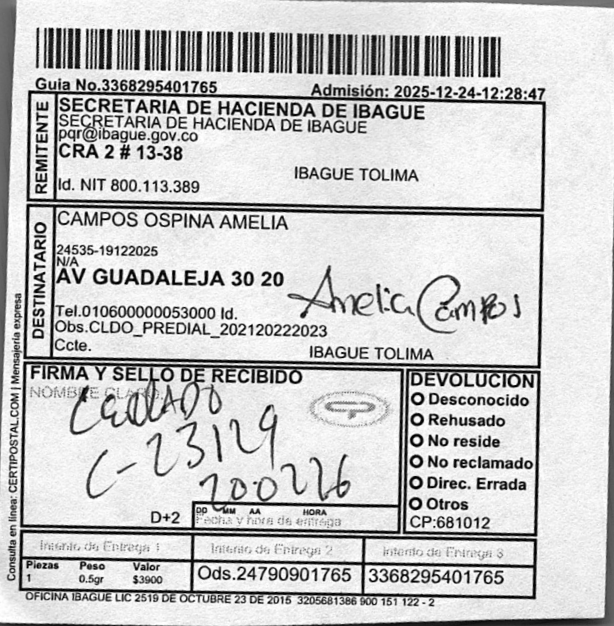 Guia No.3368295401765 Admisión: 2025-12-24-12:28:47
REMITENTE
SECRETARIA DE HACIENDA DE IBAGUE
SECRETARIA DE HACIENDA DE IBAGUE
pqr@ibague.gov.co
CRA 2 # 13-38
IBAGUE TOLIMA
Id. NIT 800.113.389
DESTINATARIO
CAMPOS OSPINA AMELIA
24535-19122025
N/A
AV GUADALEJA 30 20
Amelia Campos
Tel.010600000053000 Id.
Obs.CLDO_PREDIAL_202120222023
Ccte.
IBAGUE TOLIMA
Consulta en línea: CERTIPOSTAL.COM | Mensajería expresa
FIRMA Y SELLO DE RECIBIDO
C-23129
200226
D+2
DD MM AA HORA
Fecha y hora de entrega
DEVOLUCION
Desconocido
Rehusado
No reside
No reclamado
Direc. Errada
Otros
CP:681012
Intento de Entrega 1 Intento de Entrega 2 Intento de Entrega 3
Piezas Peso Valor
1 0.5gr $3900
Ods.24790901765 3368295401765
OFICINA IBAGUE LIC 2519 DE OCTUBRE 23 DE 2015 3205681386 900 151 122 - 2